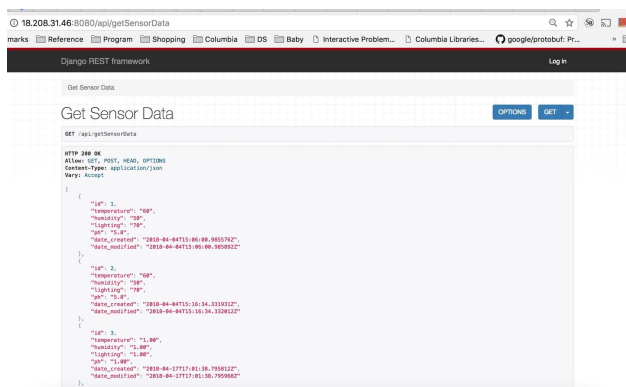 18.208.31.46:8080/api/getSensorData
marks Reference Program Shopping Columbia DS Baby Interactive Problem... Columbia Libraries... google/protobuf: Pr... »
Django REST framework Log in
Get Sensor Data
Get Sensor Data OPTIONS GET
GET /api/getSensorData
HTTP 200 OK
Allow: GET, POST, HEAD, OPTIONS
Content-Type: application/json
Vary: Accept
[
{
"id": 1,
"temperature": "60",
"humidity": "50",
"lighting": "70",
"ph": "5.8",
"date_created": "2018-04-04T15:06:00.985576Z",
"date_modified": "2018-04-04T15:06:00.985892Z"
},
{
"id": 2,
"temperature": "60",
"humidity": "50",
"lighting": "70",
"ph": "5.8",
"date_created": "2018-04-04T15:16:34.331931Z",
"date_modified": "2018-04-04T15:16:34.332012Z"
},
{
"id": 3,
"temperature": "1.00",
"humidity": "1.00",
"lighting": "1.00",
"ph": "1.00",
"date_created": "2018-04-17T17:01:38.795812Z",
"date_modified": "2018-04-17T17:01:38.795960Z"
},